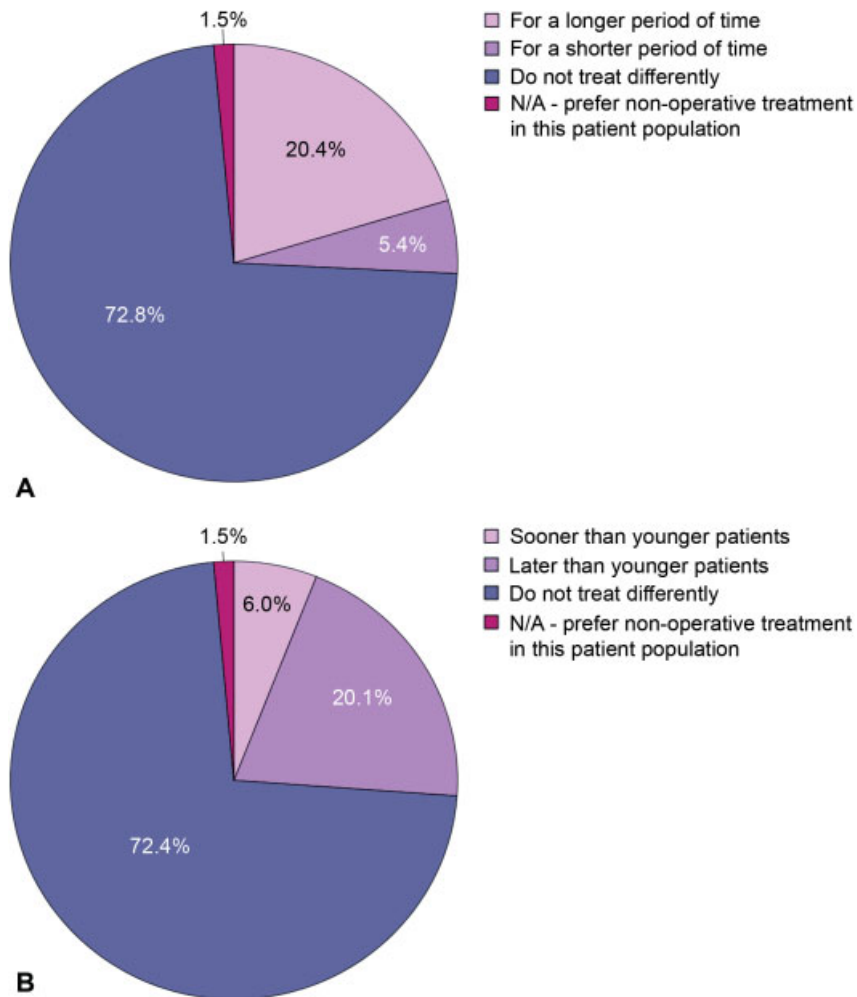 1.5%
20.4%
5.4%
72.8%
For a longer period of time
For a shorter period of time
Do not treat differently
N/A - prefer non-operative treatment
in this patient population
A
1.5%
6.0%
20.1%
72.4%
Sooner than younger patients
Later than younger patients
Do not treat differently
N/A - prefer non-operative treatment
in this patient population
B